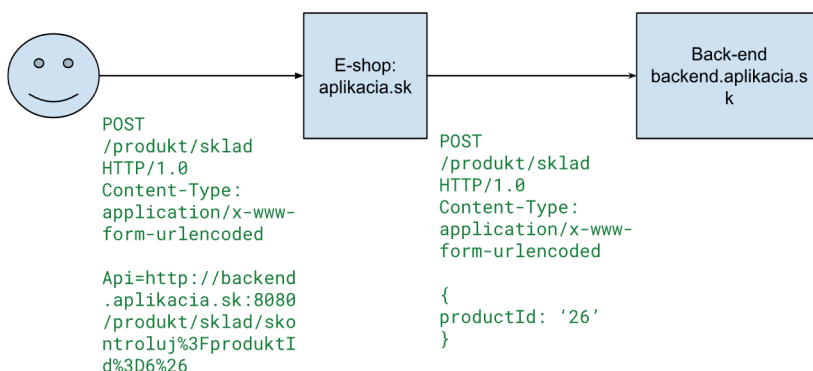 E-shop:
aplikacia.sk
Back-end
backend.aplikacia.s
k
POST
/produkt/sklad
HTTP/1.0
Content-Type:
application/x-www-
form-urlencoded
Api=http://backend
.aplikacia.sk:8080
/produkt/sklad/sko
ntroluj%3FproduktI
d%3D6%26
POST
/produkt/sklad
HTTP/1.0
Content-Type:
application/x-www-
form-urlencoded
{
productId: ‘26’
}